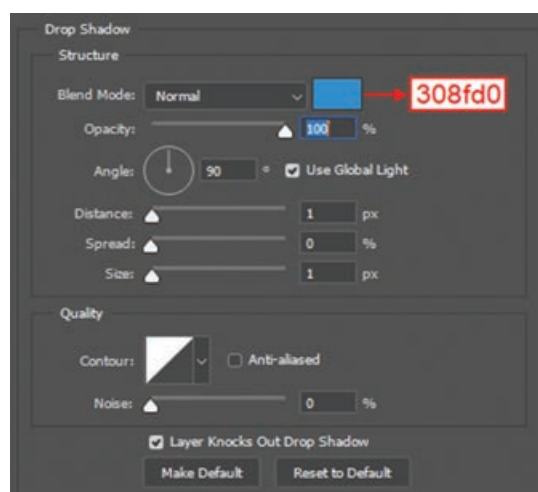 Drop Shadow
Structure
Blend Mode: Normal 308fd0
Opacity: 100 %
Angle: 90 ° Use Global Light
Distance: 1 px
Spread: 0 %
Size: 1 px
Quality
Contour: Anti-aliased
Noise: 0 %
Layer Knocks Out Drop Shadow
Make Default Reset to Default